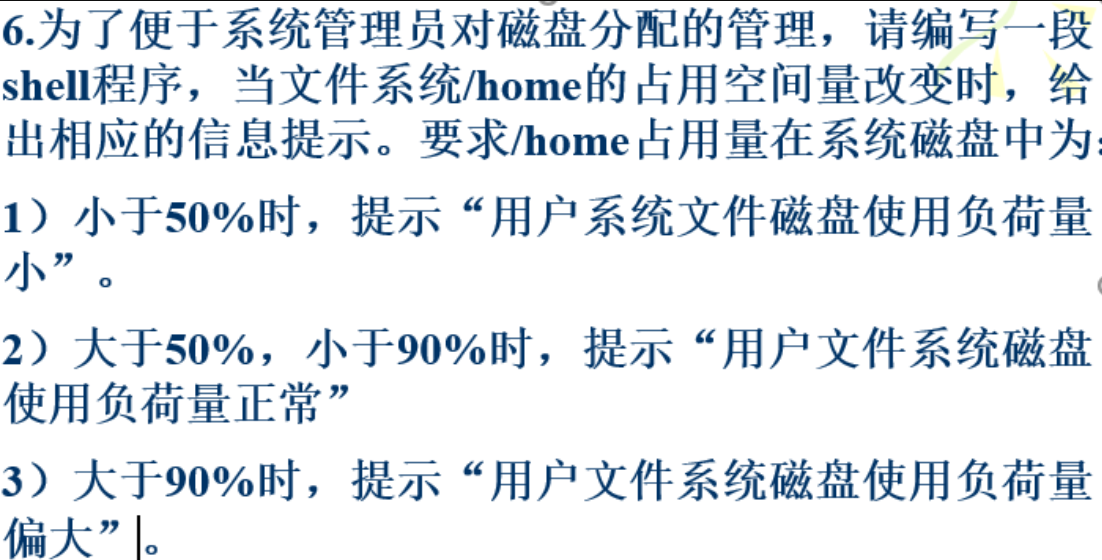 6.为了便于系统管理员对磁盘分配的管理，请编写一段
shell程序，当文件系统/home的占用空间量改变时，给
出相应的信息提示。要求/home占用量在系统磁盘中为:
1）小于50%时，提示“用户系统文件磁盘使用负荷量
小”。
2）大于50%，小于90%时，提示“用户文件系统磁盘
使用负荷量正常”
3）大于90%时，提示“用户文件系统磁盘使用负荷量
偏大”。